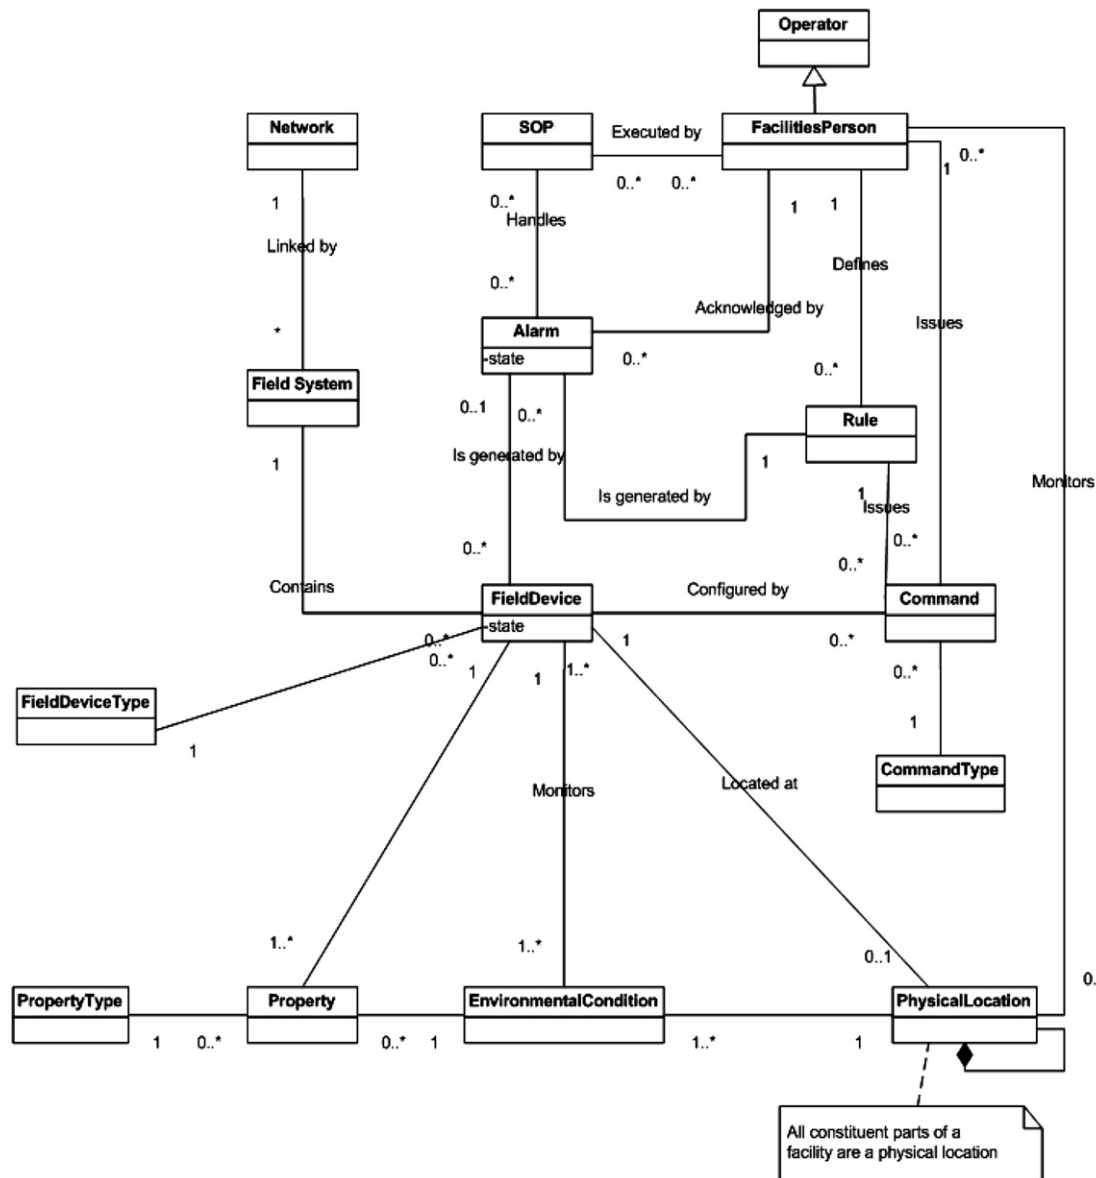 Operator
Network
SOP
Executed by
FacilitiesPerson
0..*
0..*
0..*
1
1
0..*
1
1
Handles
Linked by
Defines
0..*
Acknowledged by
*
Alarm
-state
Issues
0..*
0..*
Field System
0..1
0..*
Rule
1
Is generated by
1
Is generated by
1
Issues
Monitors
0..*
0..*
0..*
Contains
Configured by
FieldDevice
-state
Command
0..*
0..*
1
1
1..*
1
0..*
0..*
FieldDeviceType
1
1
CommandType
Monitors
Located at
1..*
1..*
0..1
0.
PropertyType
Property
EnvironmentalCondition
PhysicalLocation
1
0..*
0..*
1
1..*
1
All constituent parts of a
facility are a physical location